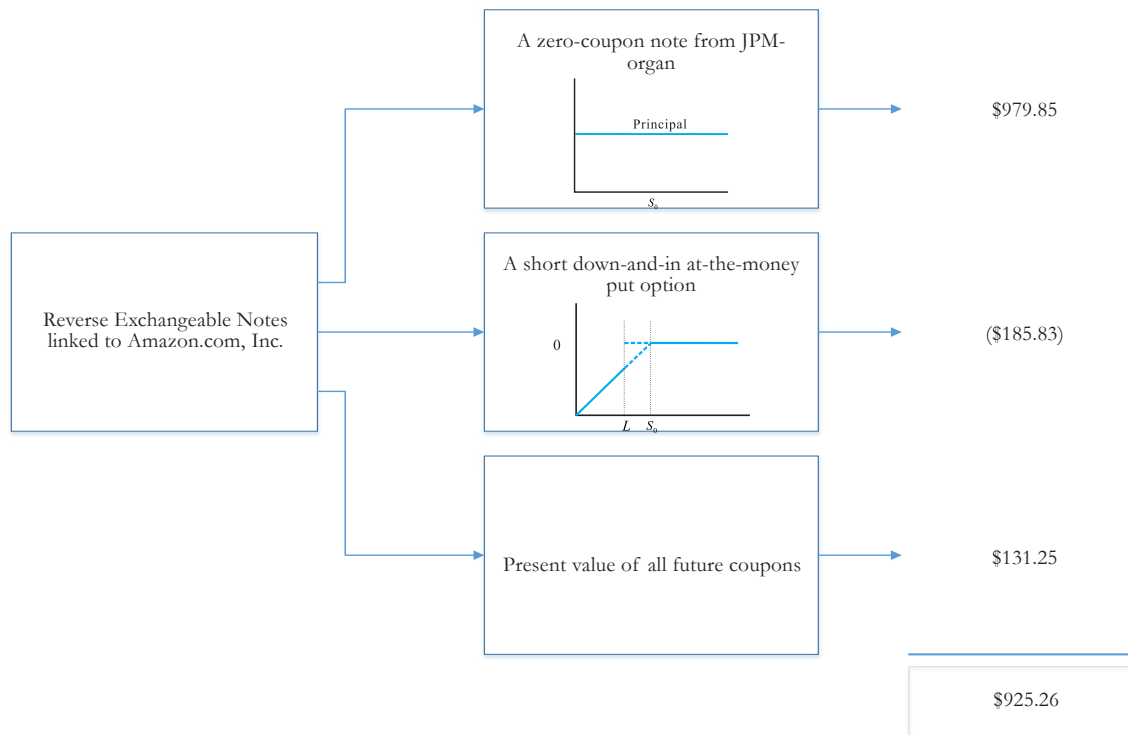 A zero-coupon note from JPM-
organ
Principal
S₀
$979.85
Reverse Exchangeable Notes
linked to Amazon.com, Inc.
A short down-and-in at-the-money
put option
0
L S₀
($185.83)
Present value of all future coupons
$131.25
$925.26